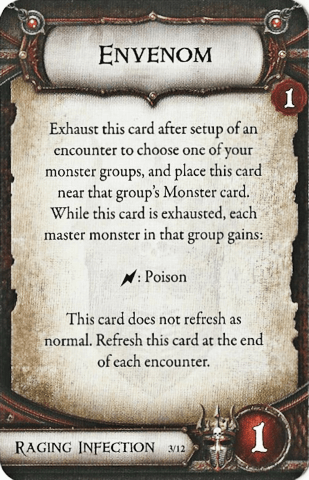 ENVENOM
1
Exhaust this card after setup of an
encounter to choose one of your
monster groups, and place this card
near that group's Monster card.
While this card is exhausted, each
master monster in that group gains:
: Poison
This card does not refresh as
normal. Refresh this card at the end
of each encounter.
RAGING INFECTION 3/12
1